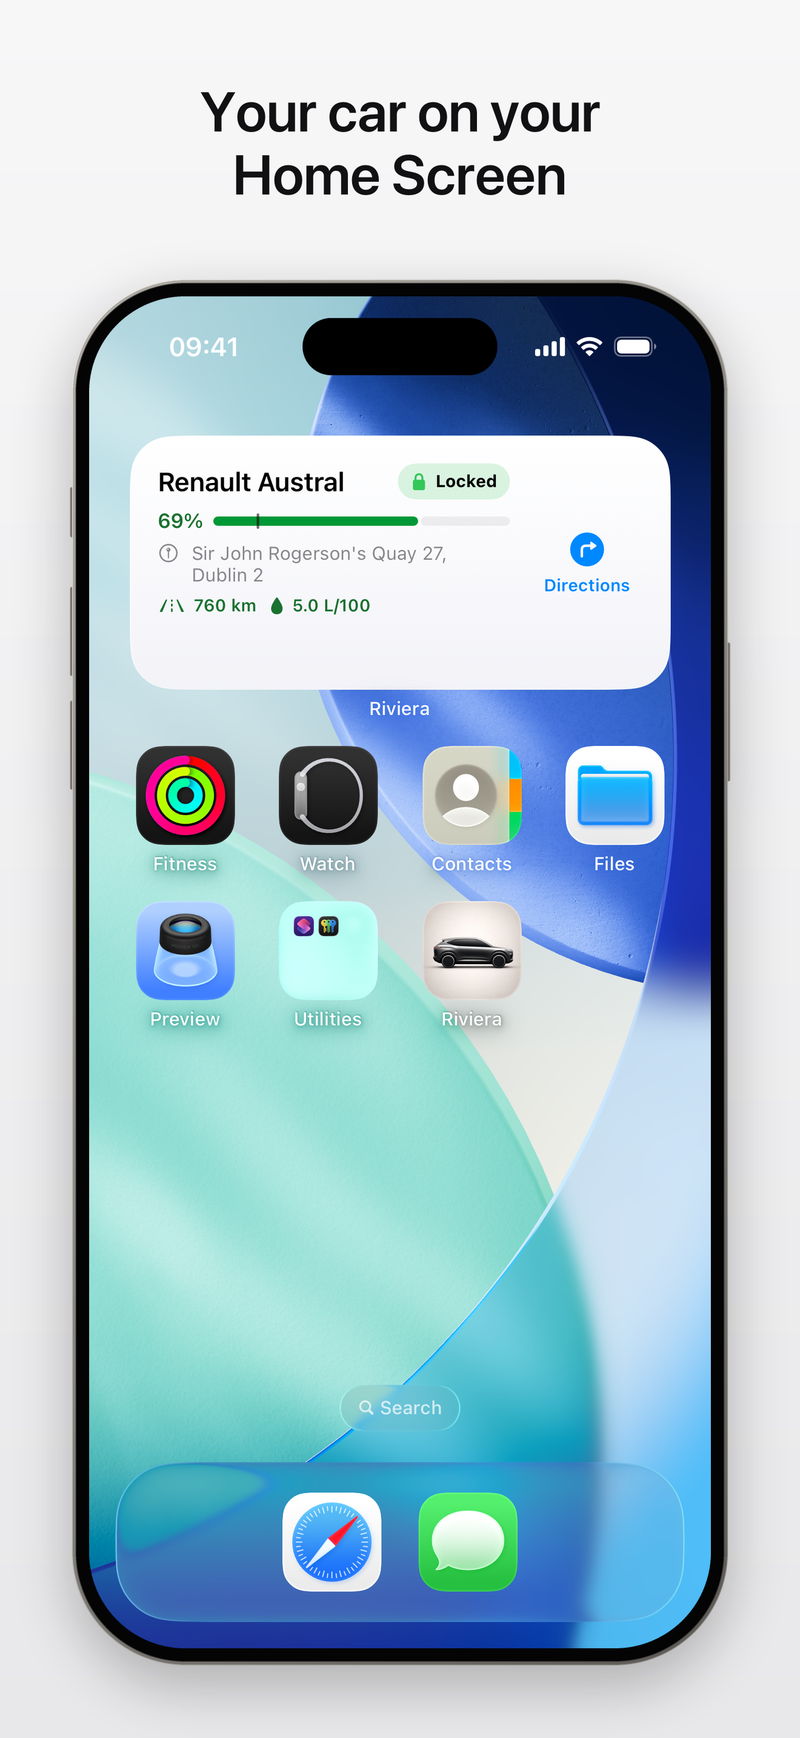 Your car on your
Home Screen
09:41
Renault Austral
Locked
69%
Sir John Rogerson's Quay 27,
Dublin 2
Directions
760 km 5.0 L/100
Riviera
Fitness
Watch
Contacts
Files
Preview
Utilities
Riviera
Search